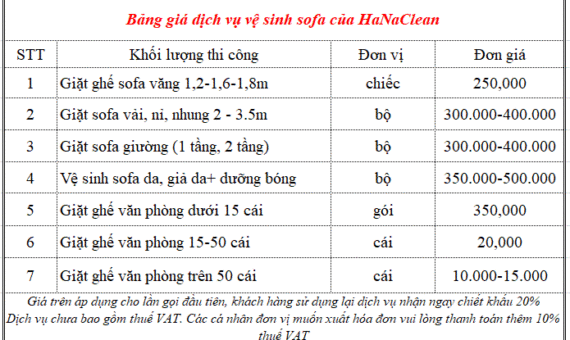 Bảng giá dịch vụ vệ sinh sofa của HaNaClean
STT Khối lượng thi công Đơn vị Đơn giá
1 Giặt ghế sofa văng 1,2-1,6-1,8m chiếc 250,000
2 Giặt sofa vải, nỉ, nhung 2 - 3.5m bộ 300.000-400.000
3 Giặt sofa giường (1 tầng, 2 tầng) bộ 300.000-400.000
4 Vệ sinh sofa da, giả da+ dưỡng bóng bộ 350.000-500.000
5 Giặt ghế văn phòng dưới 15 cái gói 350,000
6 Giặt ghế văn phòng 15-50 cái cái 20,000
7 Giặt ghế văn phòng trên 50 cái cái 10.000-15.000
Giá trên áp dụng cho lần gọi đầu tiên, khách hàng sử dụng lại dịch vụ nhận ngay chiết khấu 20%
Dịch vụ chưa bao gồm thuế VAT. Các cá nhân đơn vị muốn xuất hóa đơn vui lòng thanh toán thêm 10%
thuế VAT